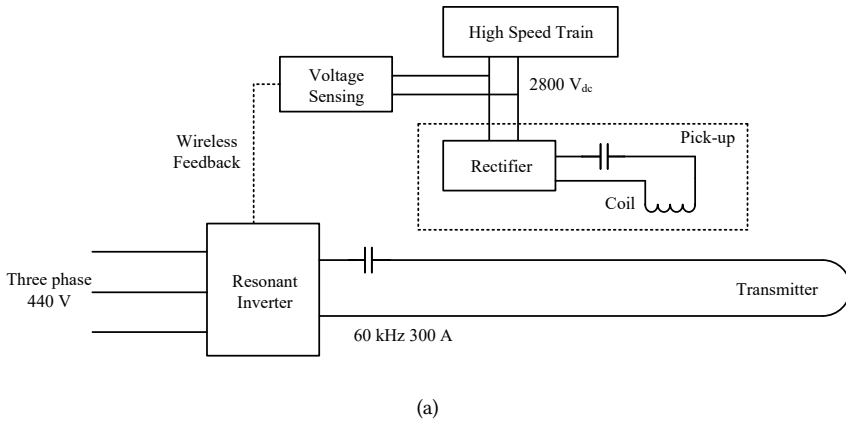 High Speed Train
Voltage
Sensing
2800 Vdc
Wireless
Feedback
Pick-up
Rectifier
Coil
Three phase
440 V
Resonant
Inverter
Transmitter
60 kHz 300 A
(a)